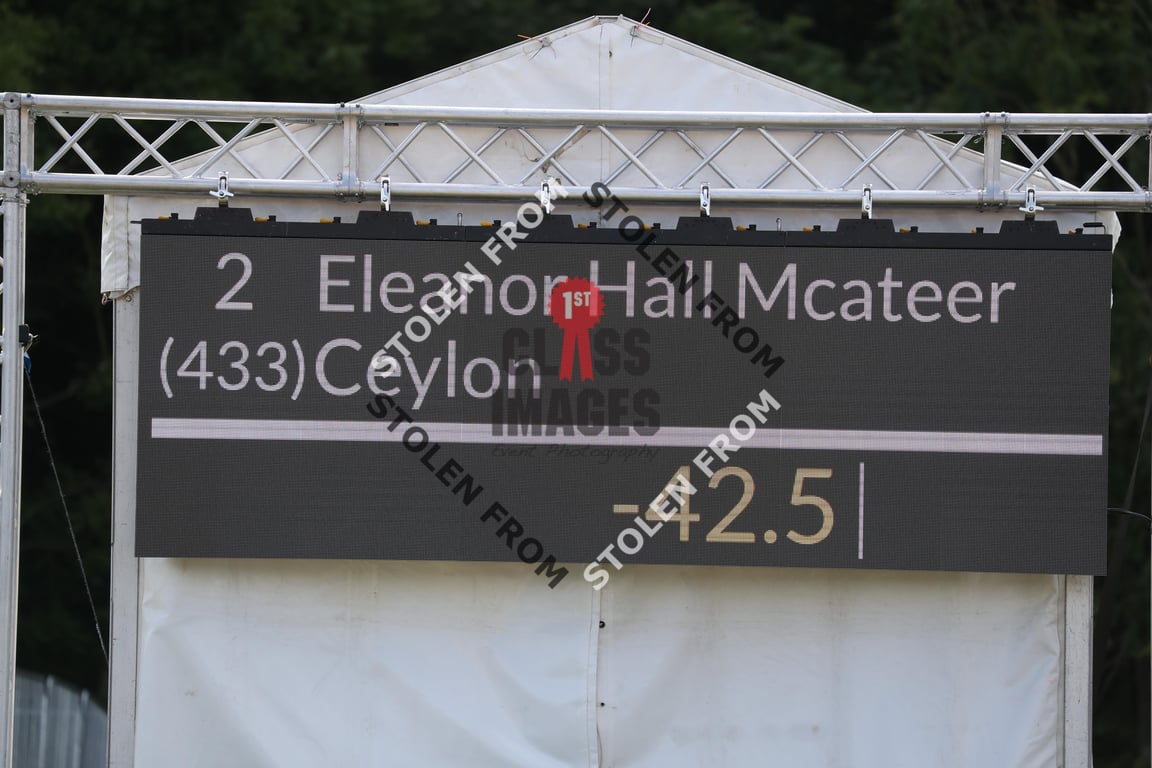 2 Eleanor Hall Mcateer
(433) Ceylon
-42.5
1ST
CLASS
IMAGES
Event Photography
STOLEN FROM
STOLEN FROM
STOLEN FROM
STOLEN FROM